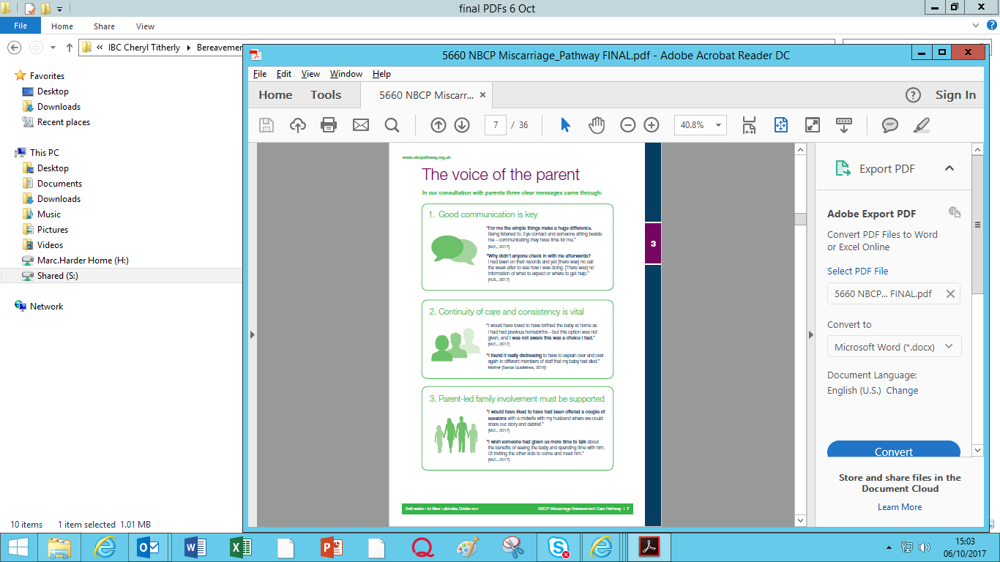 final PDFs 6 Oct
File
Home
Share
View
IBC Cheryl Titherly
Bereavemen
Favorites
Desktop
Downloads
Recent places
This PC
Desktop
Documents
Downloads
Music
Pictures
Videos
Marc.Harder Home (H:)
Shared (S:)
Network
10 items 1 item selected 1.01 MB
5660 NBCP Miscarriage_Pathway FINAL.pdf - Adobe Acrobat Reader DC
File Edit View Window Help
Home
Tools
5660 NBCP Miscarr...
Sign In
7 / 36
40.8%
www.nbcpathway.org.uk
The voice of the parent
In our consultation with parents three clear messages came through:
1. Good communication is key
"For me the simple things make a huge difference.
Being listened to. Eye contact and someone sitting beside
me – communicating they have time for me."
(M.E., 2017)
"Why didn't anyone check in with me afterwards?
I had been on their records and yet [there was] no call
the week after to see how I was doing. [There was] no
information of what to expect or where to get help."
(N.B., 2017)
2. Continuity of care and consistency is vital
"I would have loved to have birthed the baby at home as
I had had previous homebirths – but this option was not
given, and I was not aware this was a choice I had."
(M.E., 2017)
"I found it really distressing to have to explain over and over
again to different members of staff that my baby had died."
Mother (Sands Guidelines, 2016)
3. Parent-led family involvement must be supported
"I would have liked to have had been offered a couple of
sessions with a midwife with my husband where we could
share our story and debrief."
(M.E., 2017)
"I wish someone had given us more time to talk about
the benefits of seeing the baby and spending time with him.
Of inviting the other kids to come and meet him."
(M.E., 2017)
Draft version 1 for Wave 1 pilot sites, October 2017
NBCP Miscarriage Bereavement Care Pathway | 7
3
Export PDF
Adobe Export PDF
Convert PDF Files to Word
or Excel Online
Select PDF File
5660 NBCP... FINAL.pdf
Convert to
Microsoft Word (*.docx)
Document Language:
English (U.S.) Change
Convert
Store and share files in the
Document Cloud
Learn More
15:03
06/10/2017